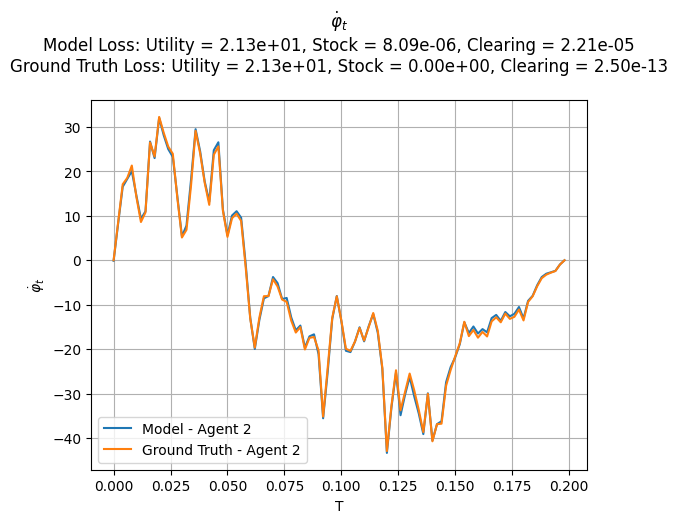 φ̇ₜ
Model Loss: Utility = 2.13e+01, Stock = 8.09e-06, Clearing = 2.21e-05
Ground Truth Loss: Utility = 2.13e+01, Stock = 0.00e+00, Clearing = 2.50e-13
30
20
10
0
−10
−20
−30
−40
φ̇ₜ
Model - Agent 2
Ground Truth - Agent 2
0.000 0.025 0.050 0.075 0.100 0.125 0.150 0.175 0.200
T